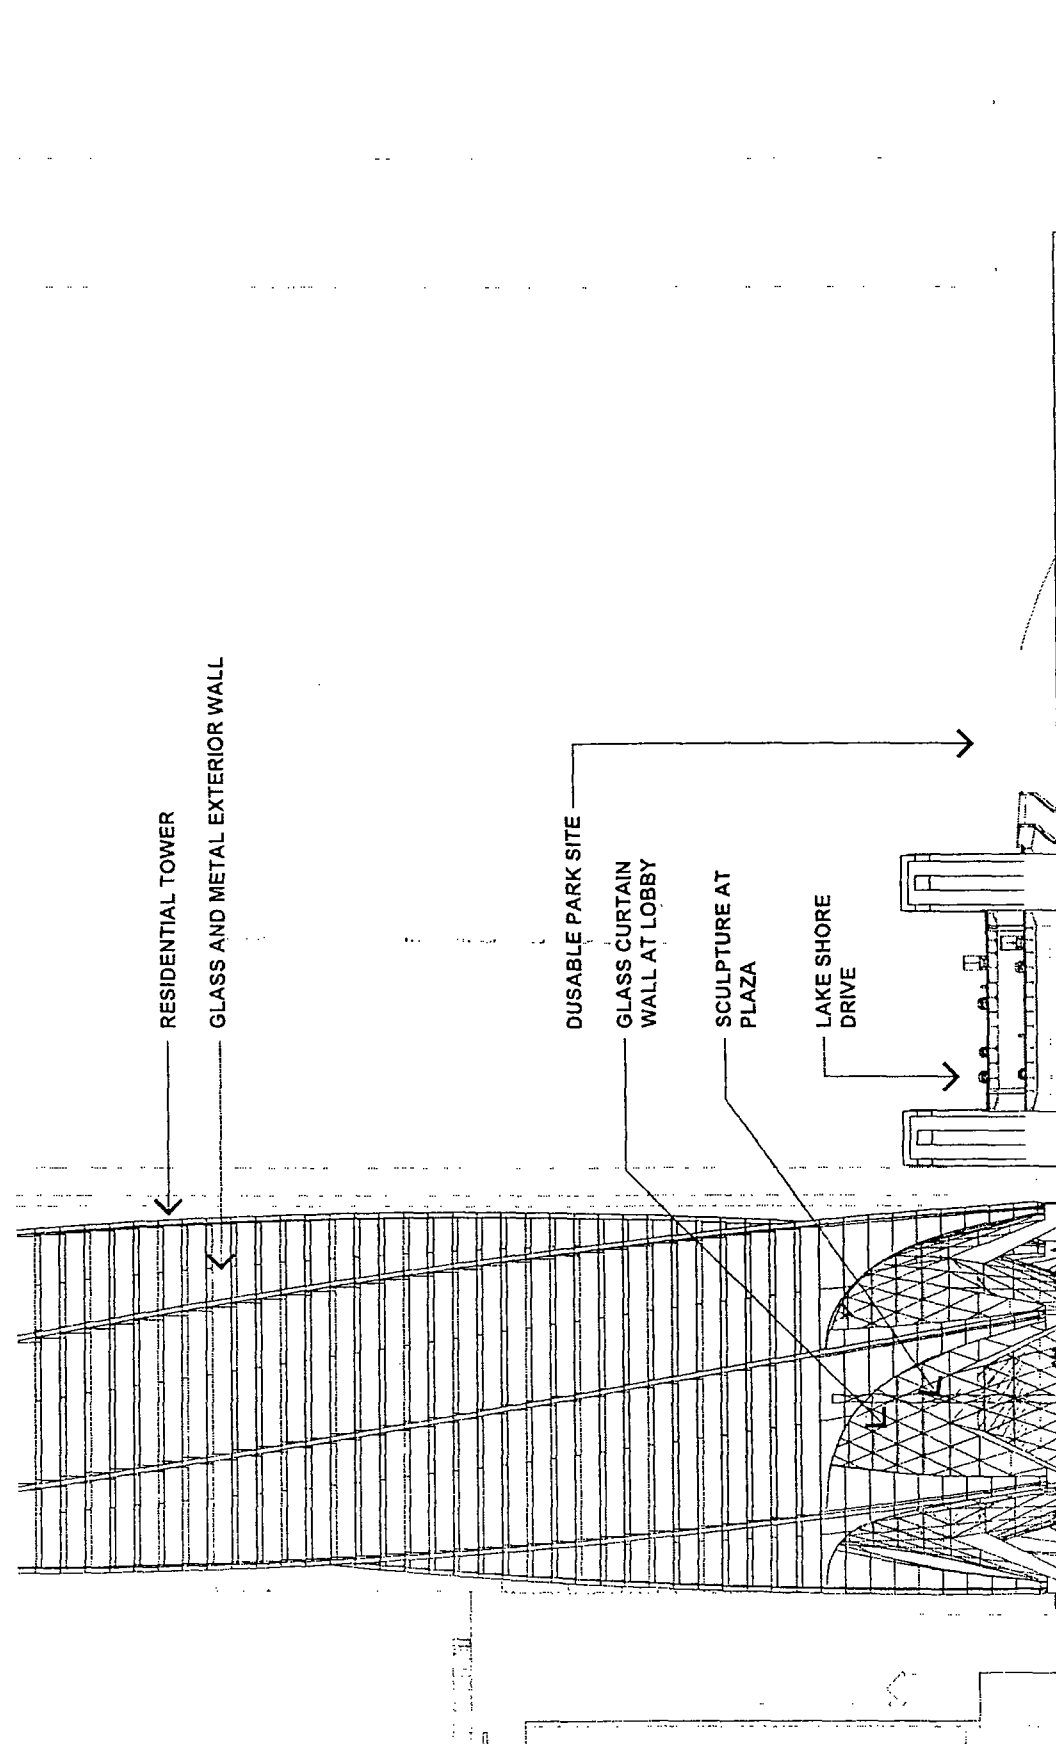 RESIDENTIAL TOWER
GLASS AND METAL EXTERIOR WALL
DUSABLE PARK SITE
GLASS CURTAIN
WALL AT LOBBY
SCULPTURE AT
PLAZA
LAKE SHORE
DRIVE